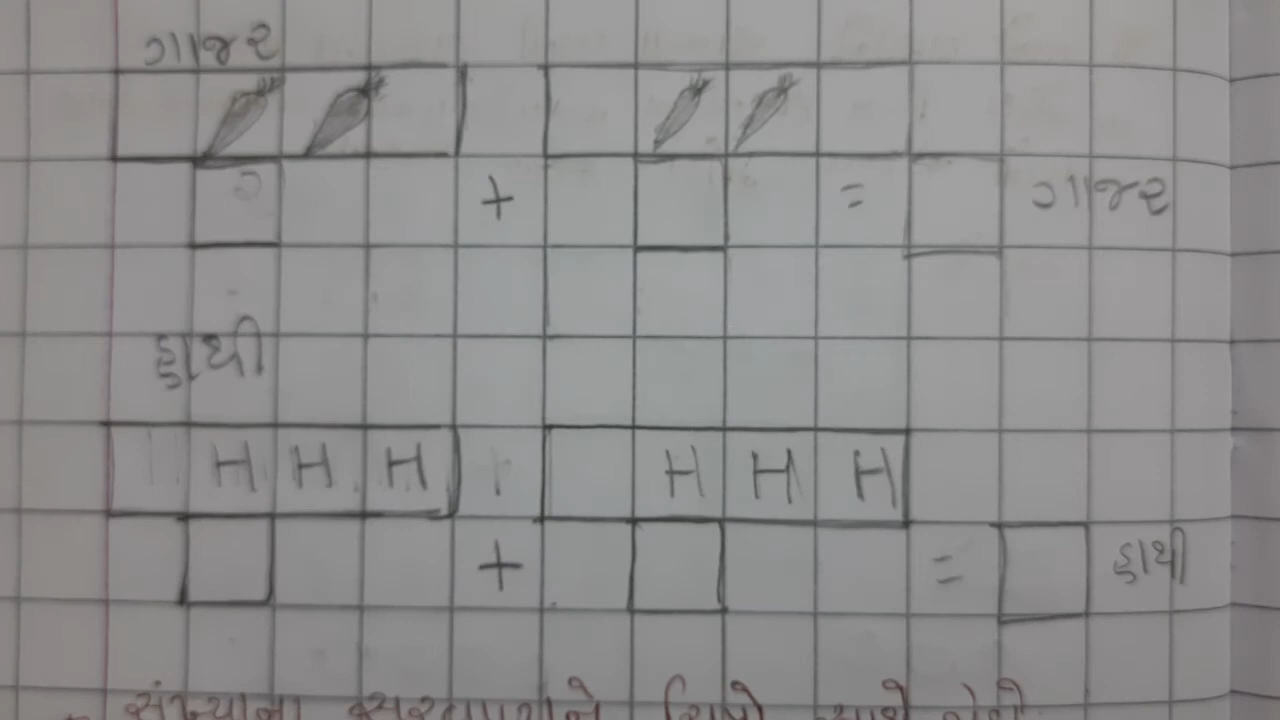 ગાજર
+ = ગાજર
હાથી
H H H H H H
+ = હાથી